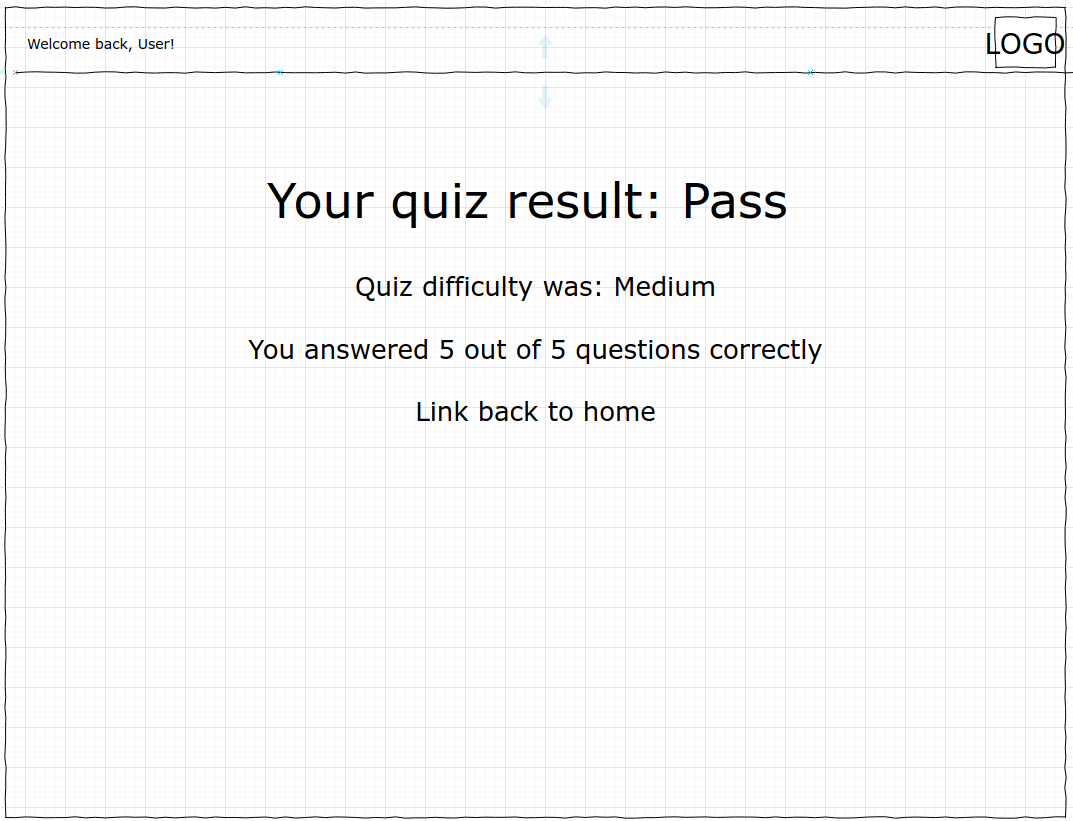 Welcome back, User!
LOGO
Your quiz result: Pass
Quiz difficulty was: Medium
You answered 5 out of 5 questions correctly
Link back to home